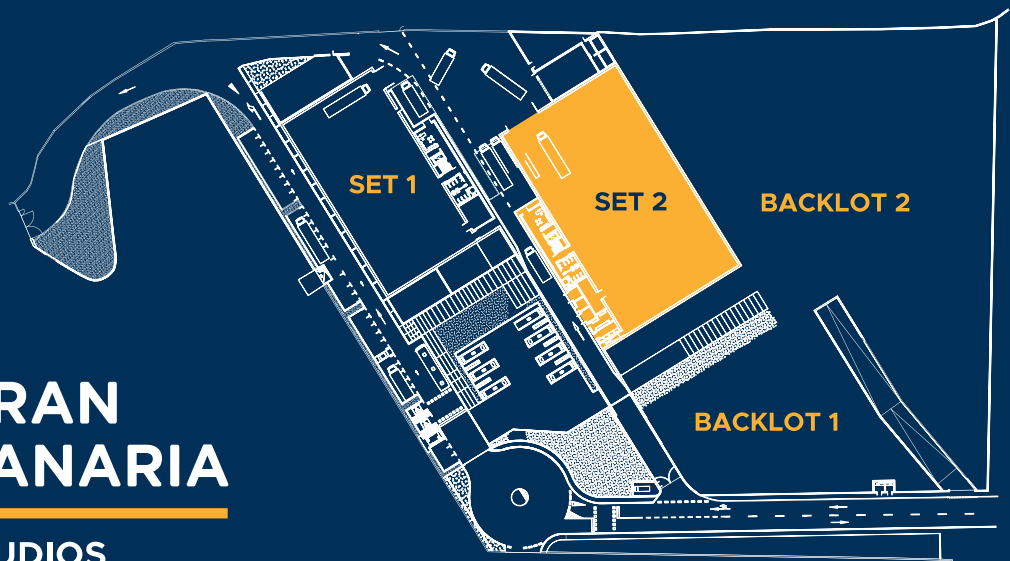 SET 1
SET 2
BACKLOT 2
BACKLOT 1
RAN
ANARIA
UDIOS